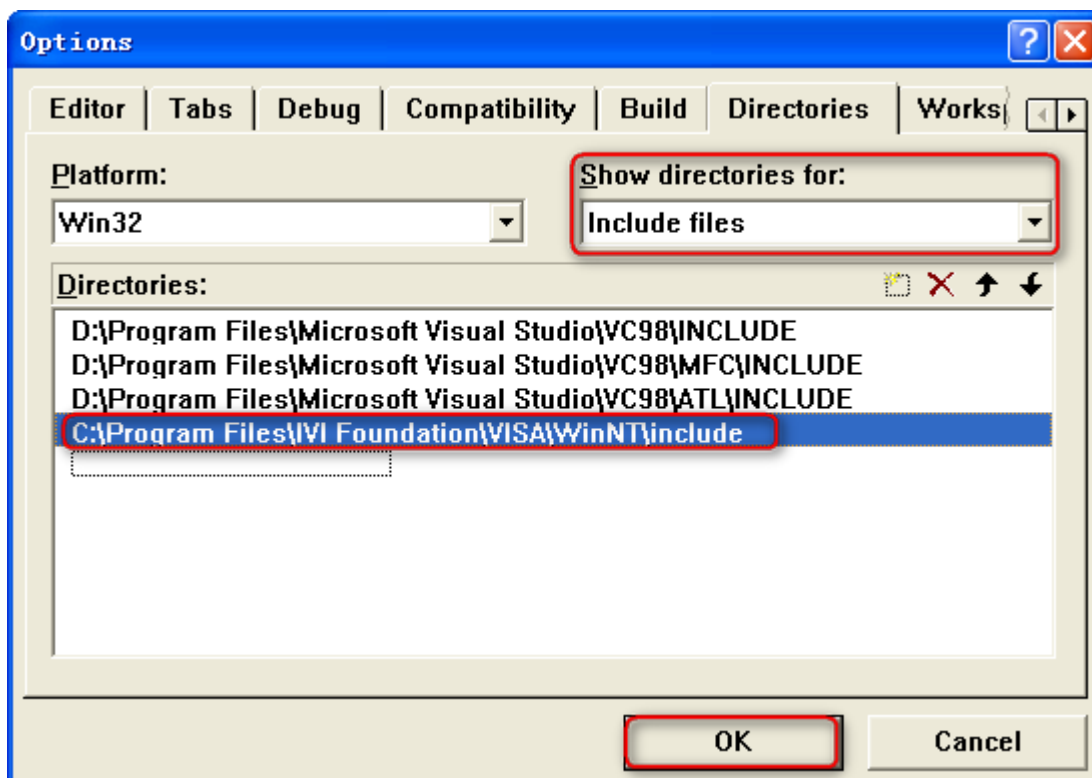 Options
Editor Tabs Debug Compatibility Build Directories Works
Platform: Show directories for:
Win32 Include files
Directories:
D:\Program Files\Microsoft Visual Studio\VC98\INCLUDE
D:\Program Files\Microsoft Visual Studio\VC98\MFC\INCLUDE
D:\Program Files\Microsoft Visual Studio\VC98\ATL\INCLUDE
C:\Program Files\IVI Foundation\VISA\WinNT\include
OK Cancel